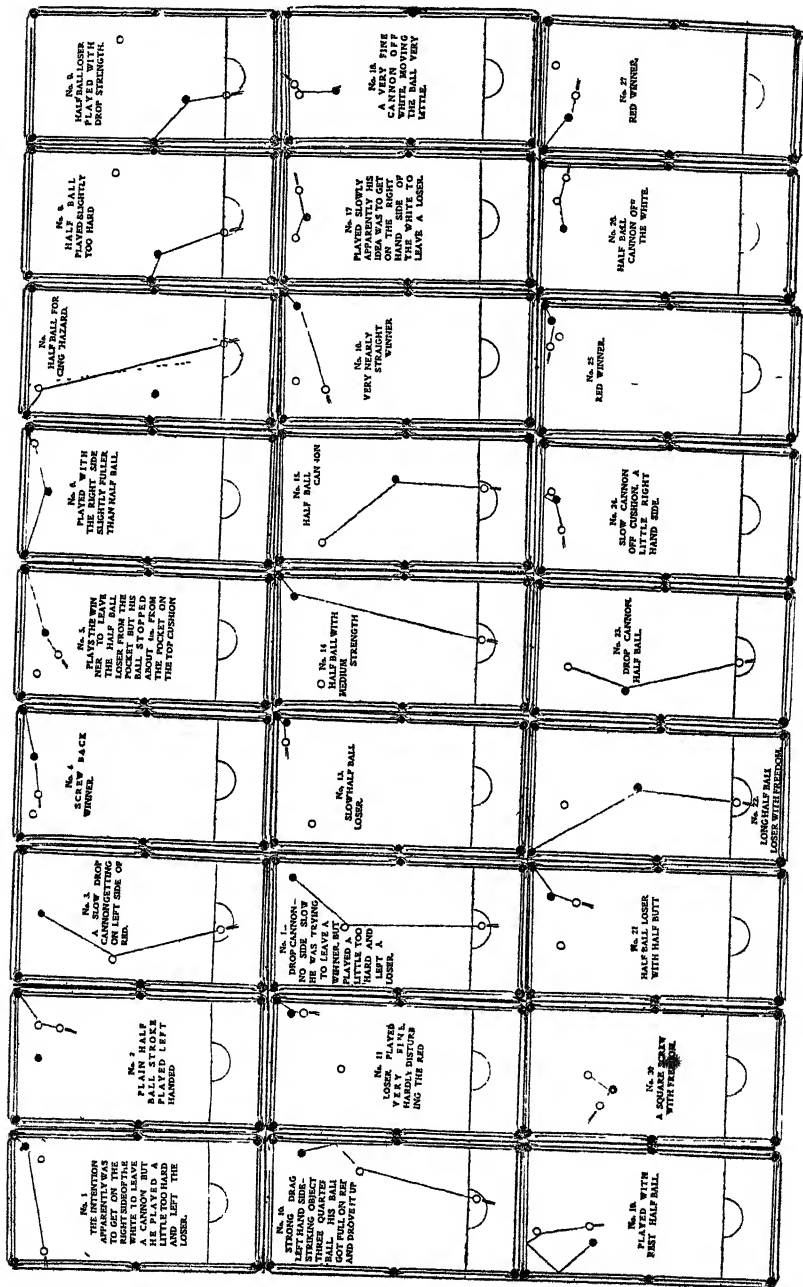 No. 1
THE INTENTION
APPARENTLY WAS
TO GET ON THE
RIGHT SIDE OF THE
WHITE TO LEAVE
A CANNON BUT
HE PLAYED A
LITTLE TOO HARD
AND LEFT THE
LOSER.
No. 2
PLAIN HALF
BALL STROKE
PLAYED LEFT
HANDED
No. 3.
A SLOW DROP
CANNON GETTING
ON LEFT SIDE OF
RED.
No. 4
SCREW BACK
WINNER.
No. 5.
PLAYS THE WIN
NER TO LEAVE
THE HALF BALL
LOSER FROM THE
POCKET BUT HIS
BALL STOPPED
ABOUT 4in. FROM
THE POCKET ON
THE TOP CUSHION
No. 6.
PLAYED WITH
THE RIGHT SIDE
SLIGHTLY FULLER
THAN HALF BALL
No.
HALF BALL FOR
CING HAZARD.
No. 8.
HALF BALL
PLAYED SLIGHTLY
TOO HARD
No. 9.
HALF BALL LOSER
PLAYED WITH
DROP STRENGTH.
No. 10.
STRONG DRAG
LEFT HAND SIDE—
STRIKING OBJECT
THREE QUARTER
BALL. HIS BALL
GOT FULL ON RED
AND DROVE IT UP
No. 11
LOSER PLAYED
VERY FINE,
HARDLY DISTURB
ING THE RED
No. 1
DROP CANNON—
NO SIDE SLOW
HE WAS TRYING
TO LEAVE A
WINNER, BUT
PLAYED A
LITTLE TOO
HARD AND
LEFT A
LOSER.
No. 13.
SLOW HALF BALL
LOSER.
No. 14
HALF BALL WITH
MEDIUM STRENGTH
No. 15.
HALF BALL CANNON
No. 16.
VERY NEARLY
STRAIGHT
WINNER
No. 17
PLAYED SLOWLY
APPARENTLY HIS
IDEA WAS TO GET
ON THE RIGHT
HAND SIDE OF
THE WHITE TO
LEAVE A LOSER.
No. 18.
A VERY FINE
CANNON OFF
WHITE, MOVING
THE BALL VERY
LITTLE.
No. 19.
PLAYED WITH
REST HALF BALL.
No. 20
A SQUARE SCREW
WITH FREEDOM.
No. 21
HALF BALL LOSER
WITH HALF BUTT
No. 22.
LONG HALF BALL
LOSER WITH FREEDOM
No. 23.
DROP CANNON.
HALF BALL.
No. 24.
SLOW CANNON
OFF CUSHION, A
LITTLE RIGHT
HAND SIDE.
No. 25
RED WINNER.
No. 26.
HALF BALL
CANNON OFF
THE WHITE.
No. 27
RED WINNER.